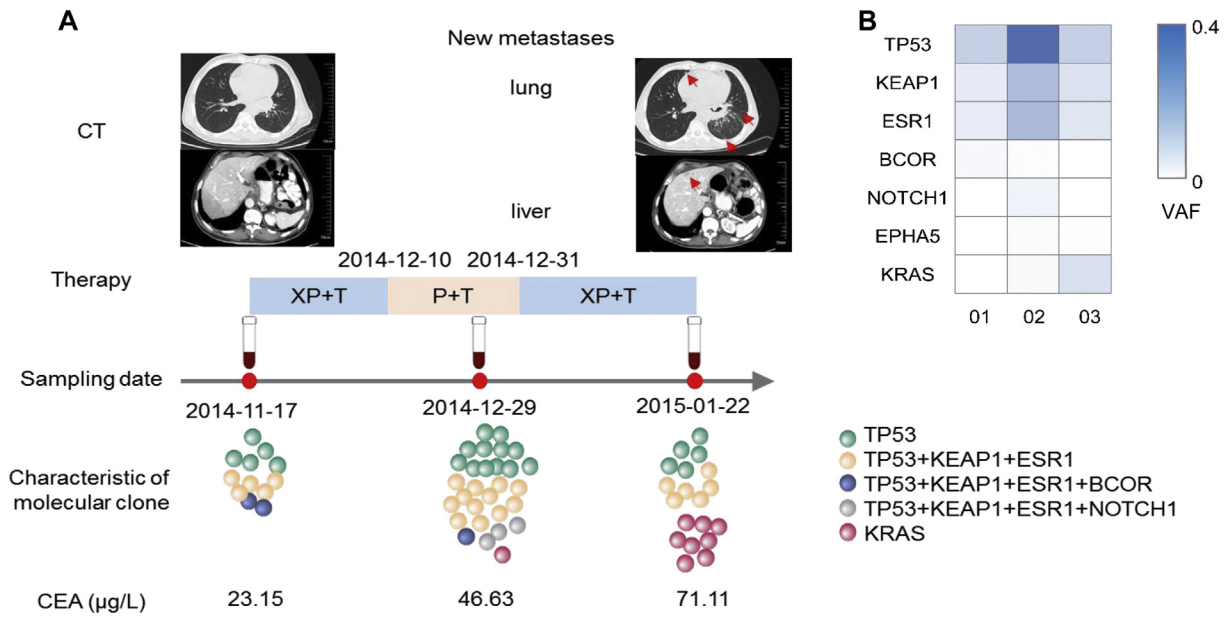 A
New metastases
lung
CT
liver
2014-12-10 2014-12-31
Therapy
XP+T P+T XP+T
Sampling date
2014-11-17 2014-12-29 2015-01-22
Characteristic of
molecular clone
TP53
TP53+KEAP1+ESR1
TP53+KEAP1+ESR1+BCOR
TP53+KEAP1+ESR1+NOTCH1
KRAS
CEA (µg/L) 23.15 46.63 71.11
B
TP53
KEAP1
ESR1
BCOR
NOTCH1
EPHA5
KRAS
01 02 03
0.4
0
VAF